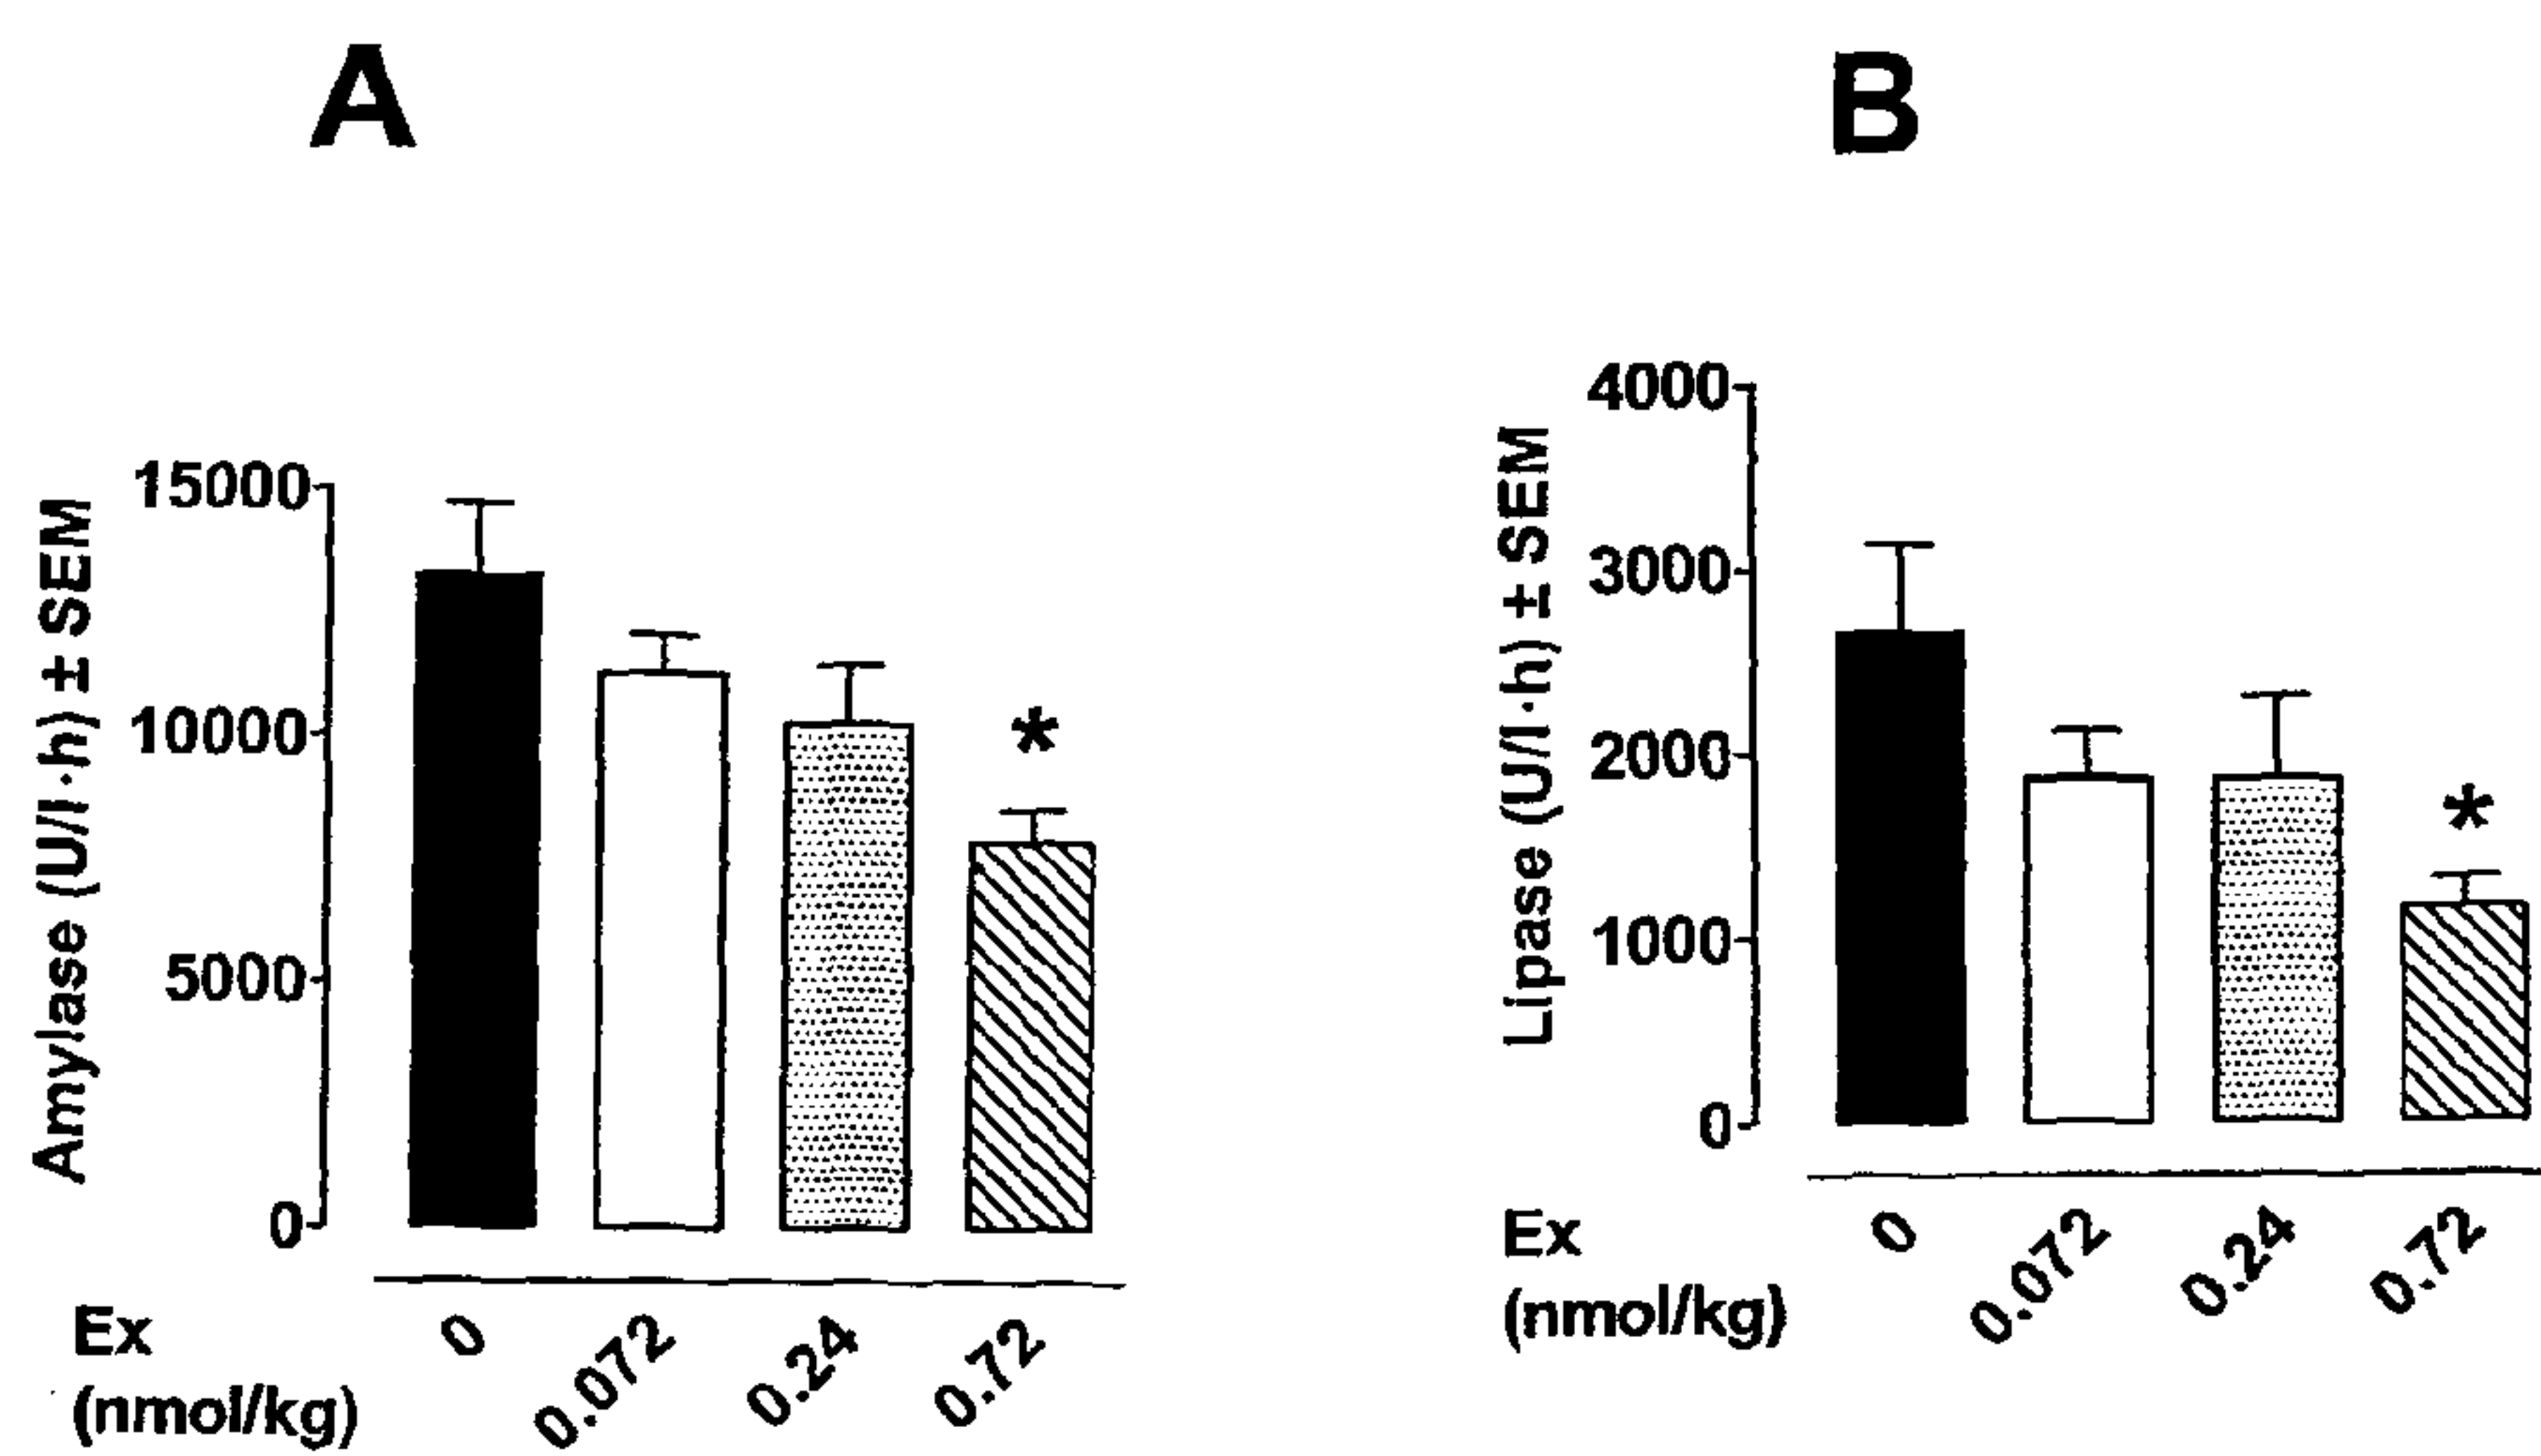 A
Amylase (U/l·h) ± SEM
15000
10000
5000
0
*
Ex
(nmol/kg)
0
0.072
0.24
0.72
B
Lipase (U/l·h) ± SEM
4000
3000
2000
1000
0
*
Ex
(nmol/kg)
0
0.072
0.24
0.72